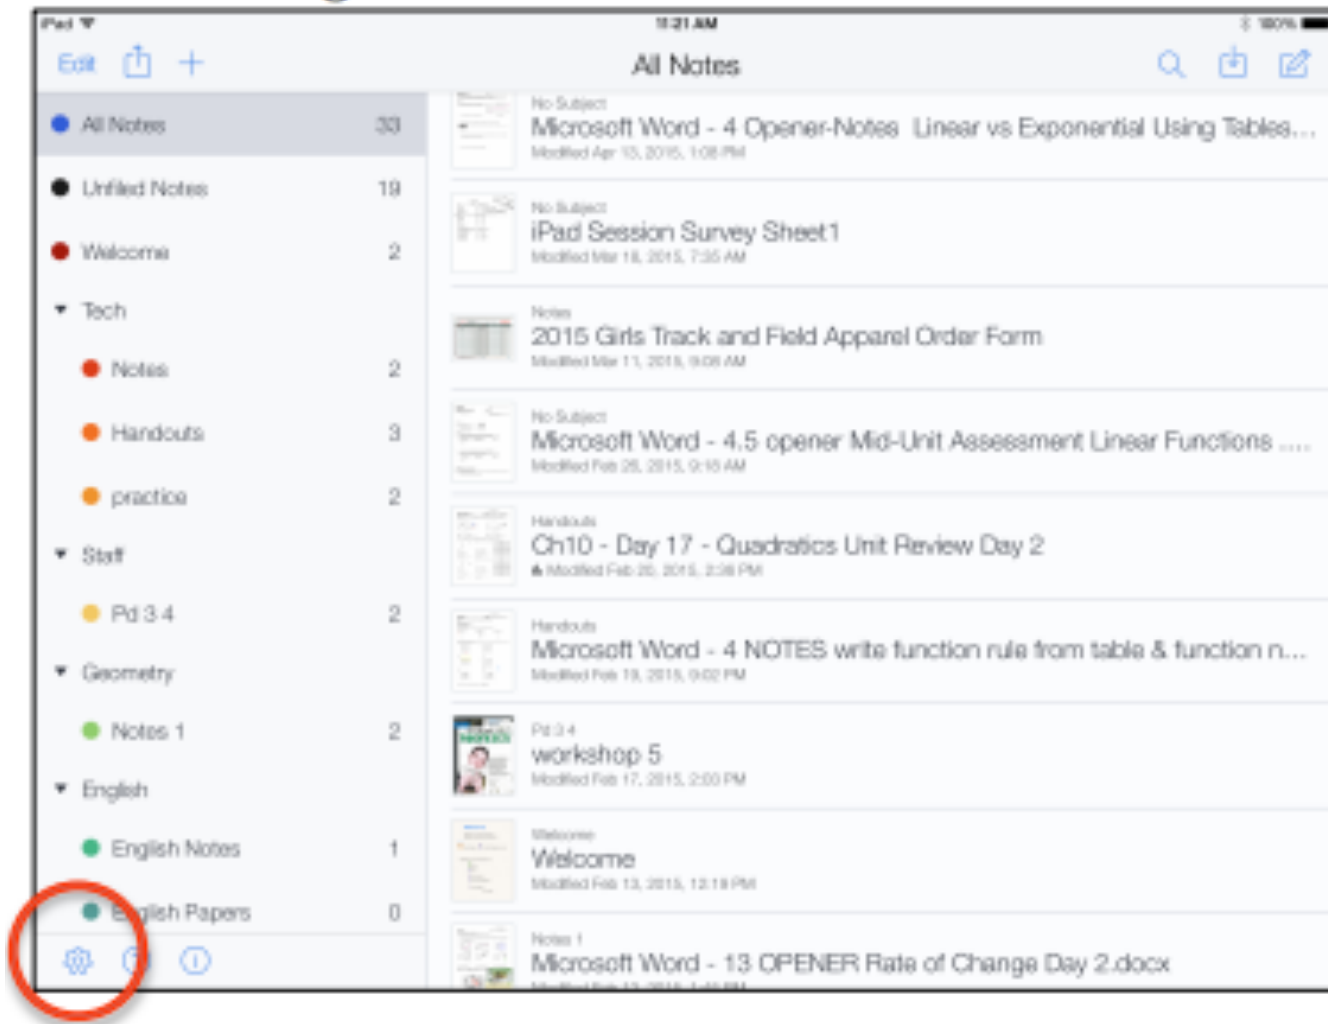 iPad
11:21 AM
100%
Edit
All Notes
All Notes 33
Unfiled Notes 19
Welcome 2
Tech
Notes 2
Handouts 3
practice 2
Staff
Pd 3 4 2
Geometry
Notes 1 2
English
English Notes 1
English Papers 0
No Subject
Microsoft Word - 4 Opener-Notes Linear vs Exponential Using Tables...
Modified Apr 13, 2015, 1:08 PM
No Subject
iPad Session Survey Sheet1
Modified Mar 18, 2015, 7:35 AM
Notes
2015 Girls Track and Field Apparel Order Form
Modified Mar 11, 2015, 9:08 AM
No Subject
Microsoft Word - 4.5 opener Mid-Unit Assessment Linear Functions ....
Modified Feb 26, 2015, 9:18 AM
Handouts
Ch10 - Day 17 - Quadratics Unit Review Day 2
Modified Feb 20, 2015, 2:36 PM
Handouts
Microsoft Word - 4 NOTES write function rule from table & function n...
Modified Feb 19, 2015, 9:02 PM
Pd 3 4
workshop 5
Modified Feb 17, 2015, 2:03 PM
Welcome
Welcome
Modified Feb 13, 2015, 12:19 PM
Notes 1
Microsoft Word - 13 OPENER Rate of Change Day 2.docx